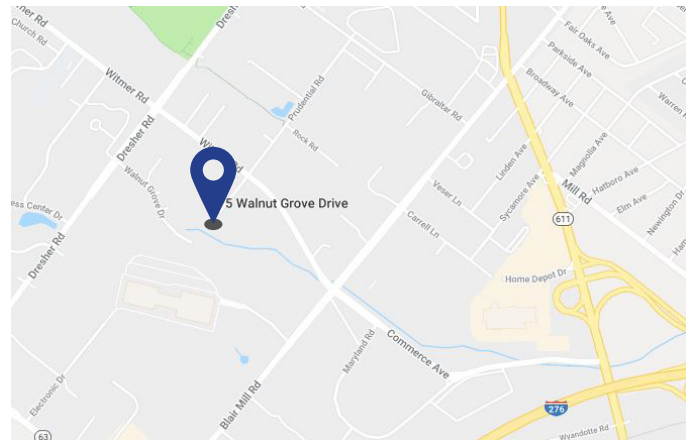 Church Rd
Witmer Rd
Dresher
Dresher Rd
Prudential Rd
Gibraltar Rd
Rock Rd
Walnut Grove Dr
5 Walnut Grove Drive
ess Center Dr
Dresher Rd
Electronic Dr
63
Blair Mill Rd
Maryland Rd
Commerce Ave
Veser Ln
Carrell Ln
Fair Oaks Ave
Parkside Ave
Broadway Ave
Linden Ave
Sycamore Ave
Magnolia Ave
Warren
Mill Rd
Hatboro Ave
Elm Ave
Newington Dr
Ham
611
Home Depot Dr
276
Wyandotte Rd